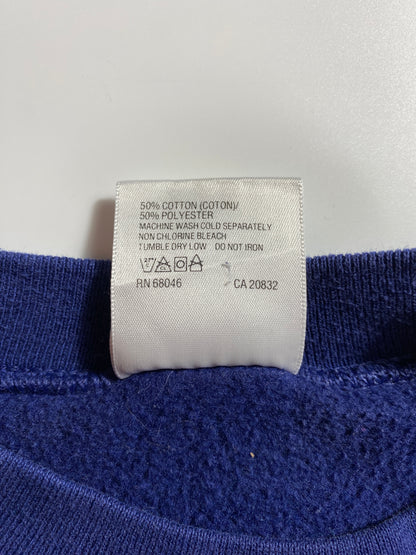 50% COTTON (COTON)/
50% POLYESTER
MACHINE WASH COLD SEPARATELY
NON CHLORINE BLEACH
TUMBLE DRY LOW DO NOT IRON
RN 68046 CA 20832